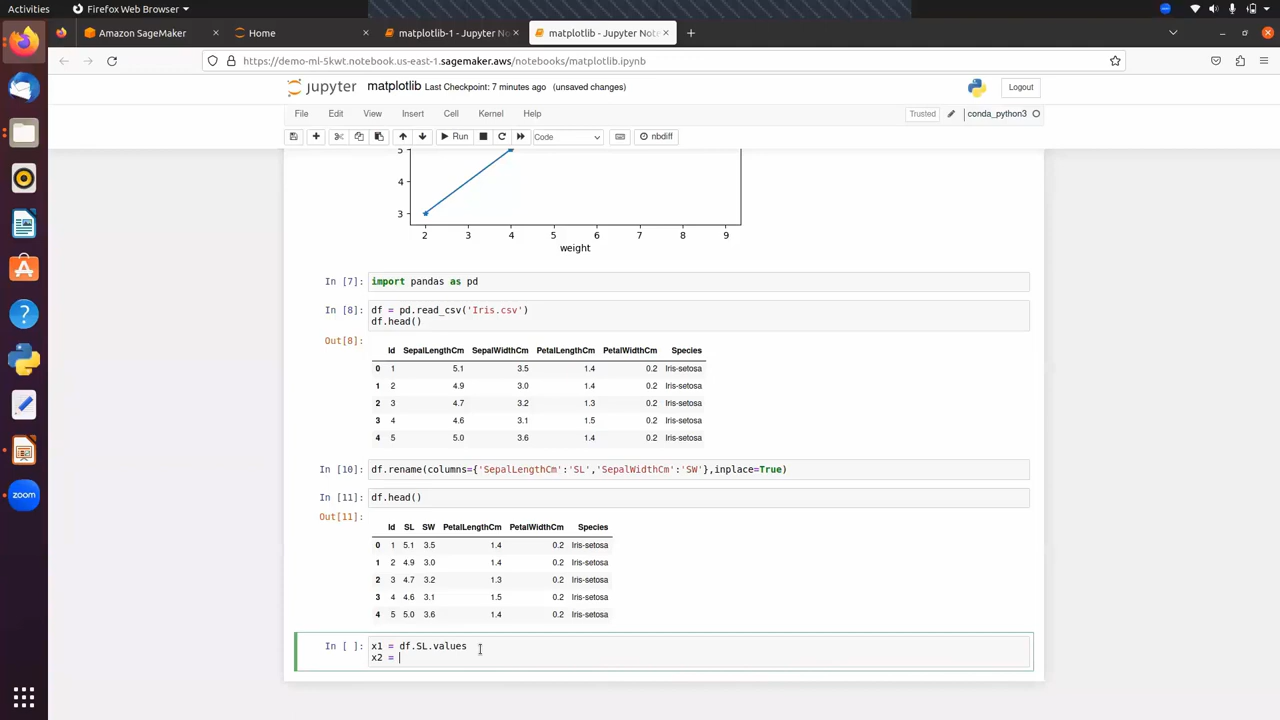 Activities Firefox Web Browser
Amazon SageMaker × Home × matplotlib-1 - Jupyter Not × matplotlib - Jupyter Note × +
https://demo-ml-5kwt.notebook.us-east-1.sagemaker.aws/notebooks/matplotlib.ipynb
jupyter matplotlib Last Checkpoint: 7 minutes ago (unsaved changes) Logout
File Edit View Insert Cell Kernel Help Trusted conda_python3
Run Code nbdiff
5
4
3
2 3 4 5 6 7 8 9
weight
In [7]: import pandas as pd
In [8]: df = pd.read_csv('Iris.csv')
df.head()
Out[8]:
Id SepalLengthCm SepalWidthCm PetalLengthCm PetalWidthCm Species
0 1 5.1 3.5 1.4 0.2 Iris-setosa
1 2 4.9 3.0 1.4 0.2 Iris-setosa
2 3 4.7 3.2 1.3 0.2 Iris-setosa
3 4 4.6 3.1 1.5 0.2 Iris-setosa
4 5 5.0 3.6 1.4 0.2 Iris-setosa
In [10]: df.rename(columns={'SepalLengthCm':'SL','SepalWidthCm':'SW'},inplace=True)
In [11]: df.head()
Out[11]:
Id SL SW PetalLengthCm PetalWidthCm Species
0 1 5.1 3.5 1.4 0.2 Iris-setosa
1 2 4.9 3.0 1.4 0.2 Iris-setosa
2 3 4.7 3.2 1.3 0.2 Iris-setosa
3 4 4.6 3.1 1.5 0.2 Iris-setosa
4 5 5.0 3.6 1.4 0.2 Iris-setosa
zoom
In [ ]: x1 = df.SL.values
x2 =